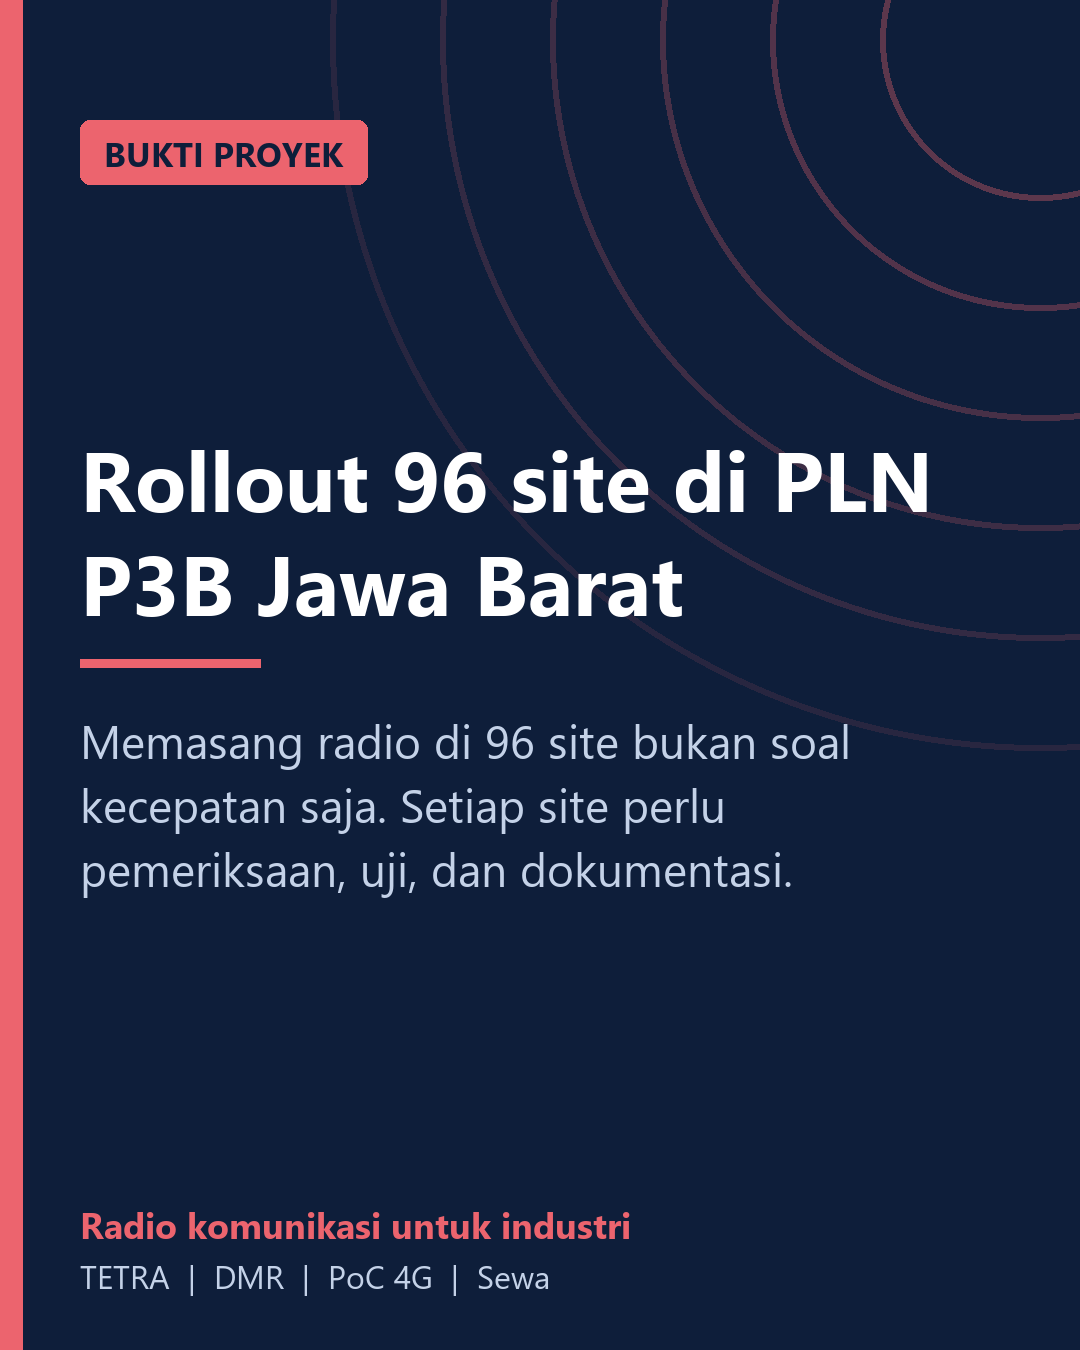 BUKTI PROYEK
Rollout 96 site di PLN
P3B Jawa Barat
Memasang radio di 96 site bukan soal
kecepatan saja. Setiap site perlu
pemeriksaan, uji, dan dokumentasi.
Radio komunikasi untuk industri
TETRA | DMR | PoC 4G | Sewa